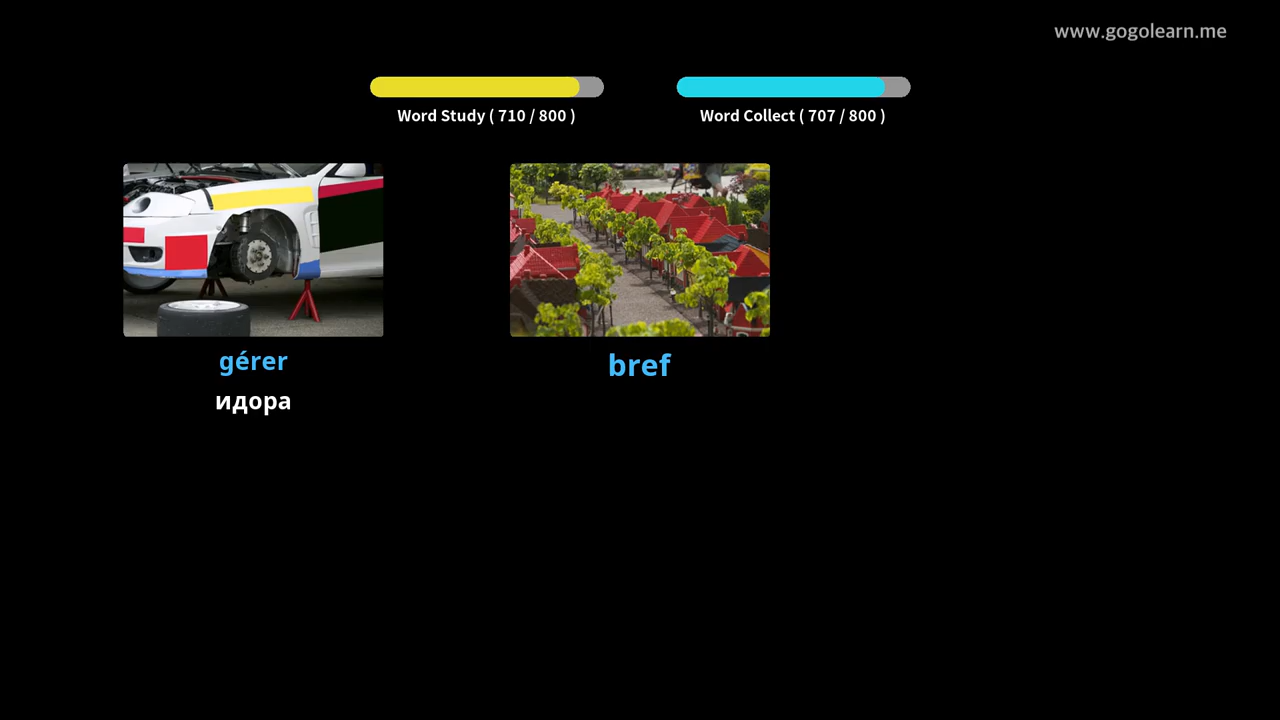 www.gogolearn.me
Word Study ( 710 / 800 )
Word Collect ( 707 / 800 )
gérer
bref
идора